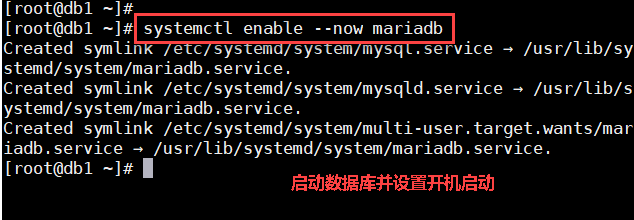 [root@db1 ~]#
[root@db1 ~]# systemctl enable --now mariadb
Created symlink /etc/systemd/system/mysql.service → /usr/lib/sy
stemd/system/mariadb.service.
Created symlink /etc/systemd/system/mysqld.service → /usr/lib/s
ystemd/system/mariadb.service.
Created symlink /etc/systemd/system/multi-user.target.wants/mar
iadb.service → /usr/lib/systemd/system/mariadb.service.
[root@db1 ~]#
启动数据库并设置开机启动